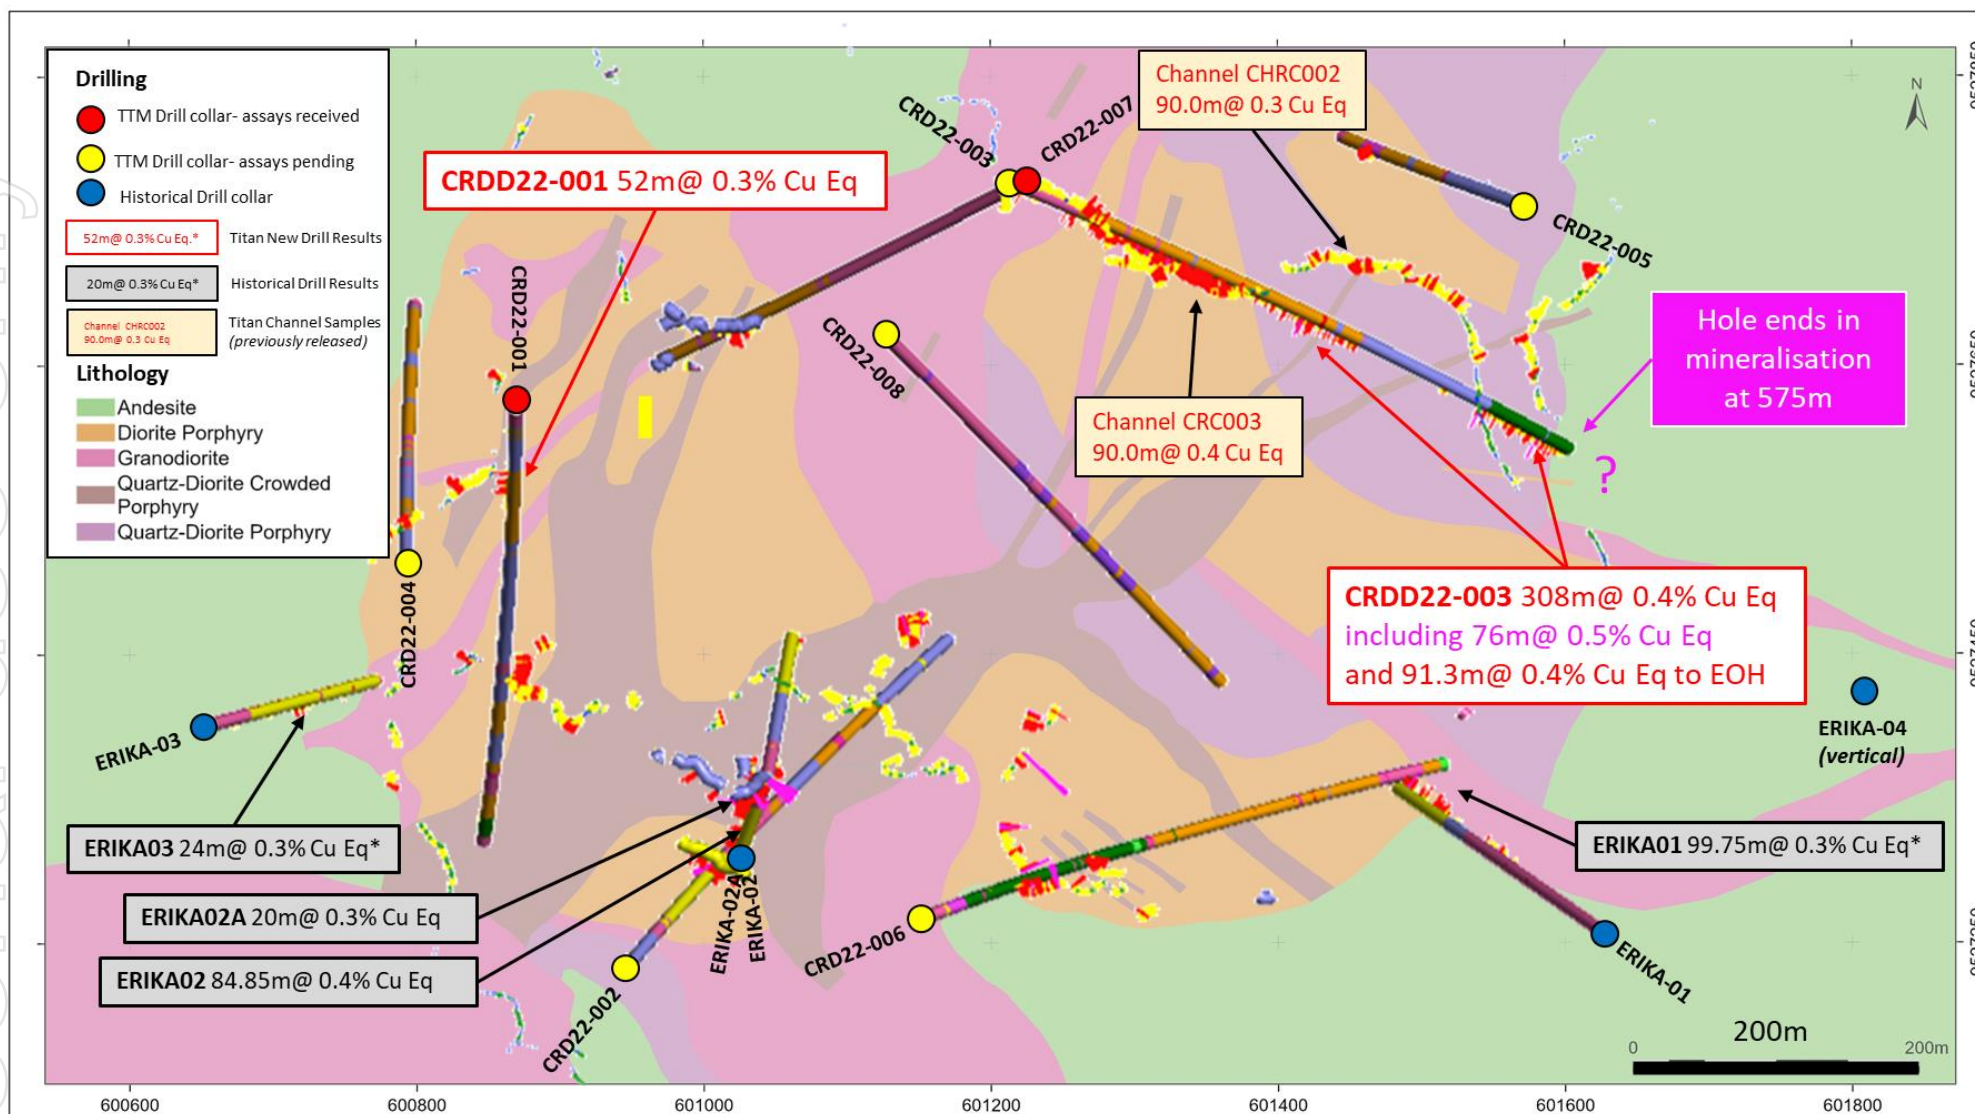 Drilling
TTM Drill collar- assays received
TTM Drill collar- assays pending
Historical Drill collar
52m@ 0.3% Cu Eq.*
Titan New Drill Results
20m@ 0.3% Cu Eq*
Historical Drill Results
Channel CHRC002
90.0m@ 0.3 Cu Eq
Titan Channel Samples
(previously released)
Lithology
Andesite
Diorite Porphyry
Granodiorite
Quartz-Diorite Crowded
Porphyry
Quartz-Diorite Porphyry
CRDD22-001 52m@ 0.3% Cu Eq
Channel CHRC002
90.0m@ 0.3 Cu Eq
N
CRD22-003
CRD22-007
CRD22-005
CRD22-001
CRD22-008
Hole ends in
mineralisation
at 575m
?
Channel CRC003
90.0m@ 0.4 Cu Eq
CRD22-004
CRDD22-003 308m@ 0.4% Cu Eq
including 76m@ 0.5% Cu Eq
and 91.3m@ 0.4% Cu Eq to EOH
ERIKA-03
ERIKA-04
(vertical)
ERIKA03 24m@ 0.3% Cu Eq*
ERIKA01 99.75m@ 0.3% Cu Eq*
ERIKA02A 20m@ 0.3% Cu Eq
ERIKA02 84.85m@ 0.4% Cu Eq
ERIKA-02A
ERIKA-02
CRD22-006
CRD22-002
ERIKA-01
200m
0
200m
600600
600800
601000
601200
601400
601600
601800